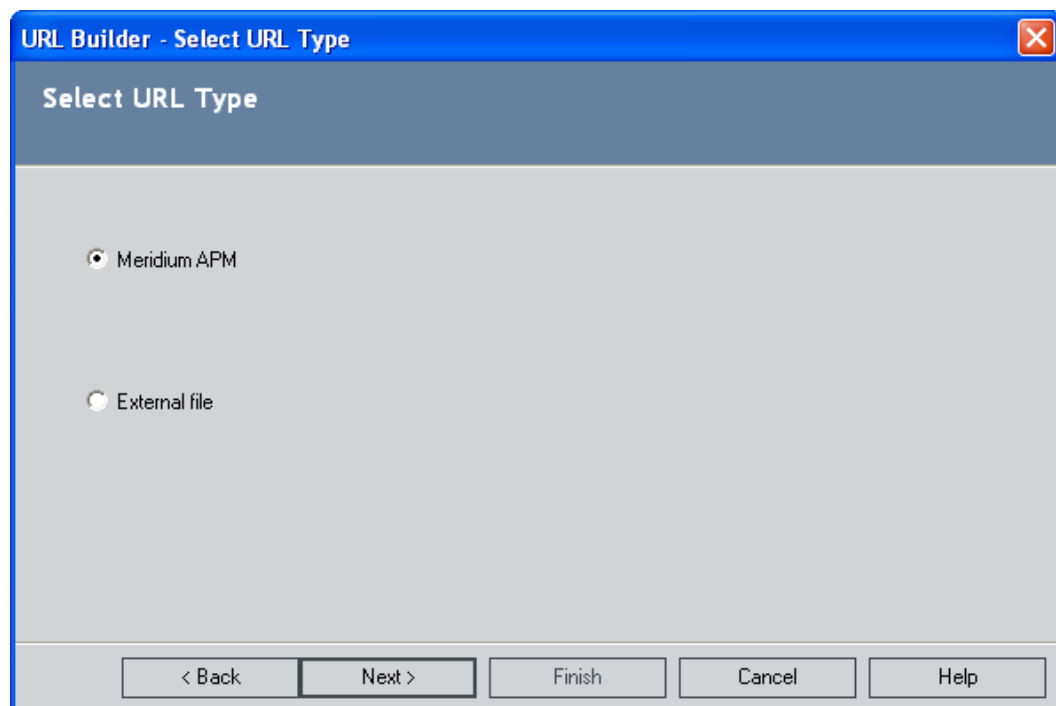 URL Builder - Select URL Type
Select URL Type
Meridium APM
External file
< Back Next > Finish Cancel Help